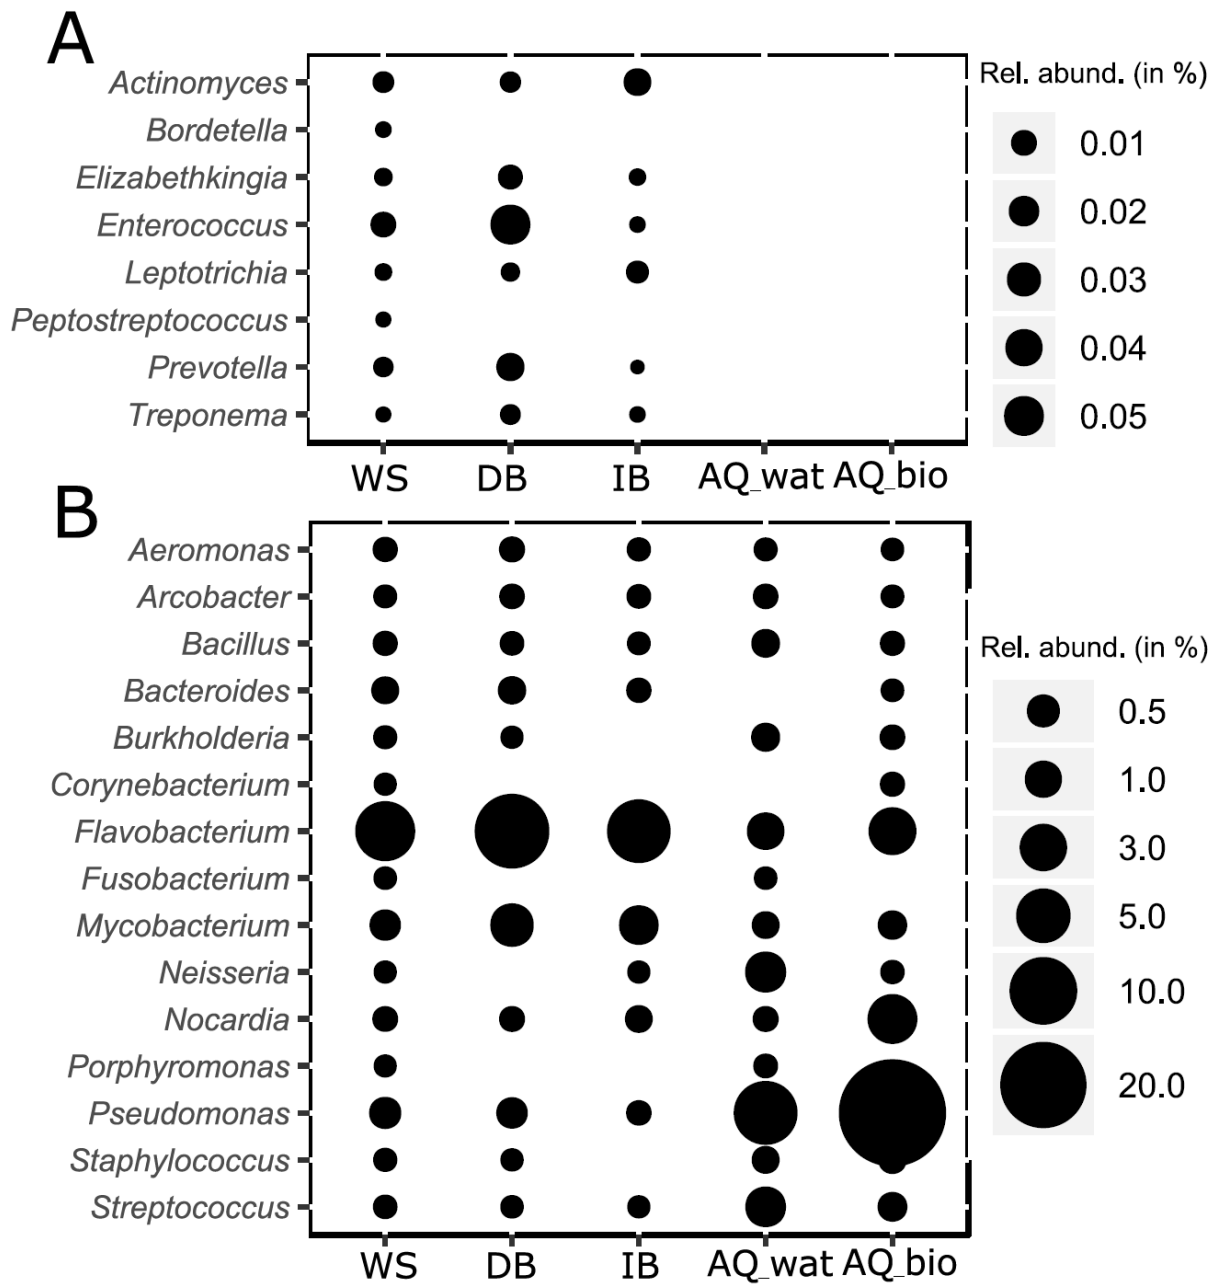 A
Actinomyces
Bordetella
Elizabethkingia
Enterococcus
Leptotrichia
Peptostreptococcus
Prevotella
Treponema
WS DB IB AQ_wat AQ_bio
Rel. abund. (in %)
0.01
0.02
0.03
0.04
0.05
B
Aeromonas
Arcobacter
Bacillus
Bacteroides
Burkholderia
Corynebacterium
Flavobacterium
Fusobacterium
Mycobacterium
Neisseria
Nocardia
Porphyromonas
Pseudomonas
Staphylococcus
Streptococcus
WS DB IB AQ_wat AQ_bio
Rel. abund. (in %)
0.5
1.0
3.0
5.0
10.0
20.0